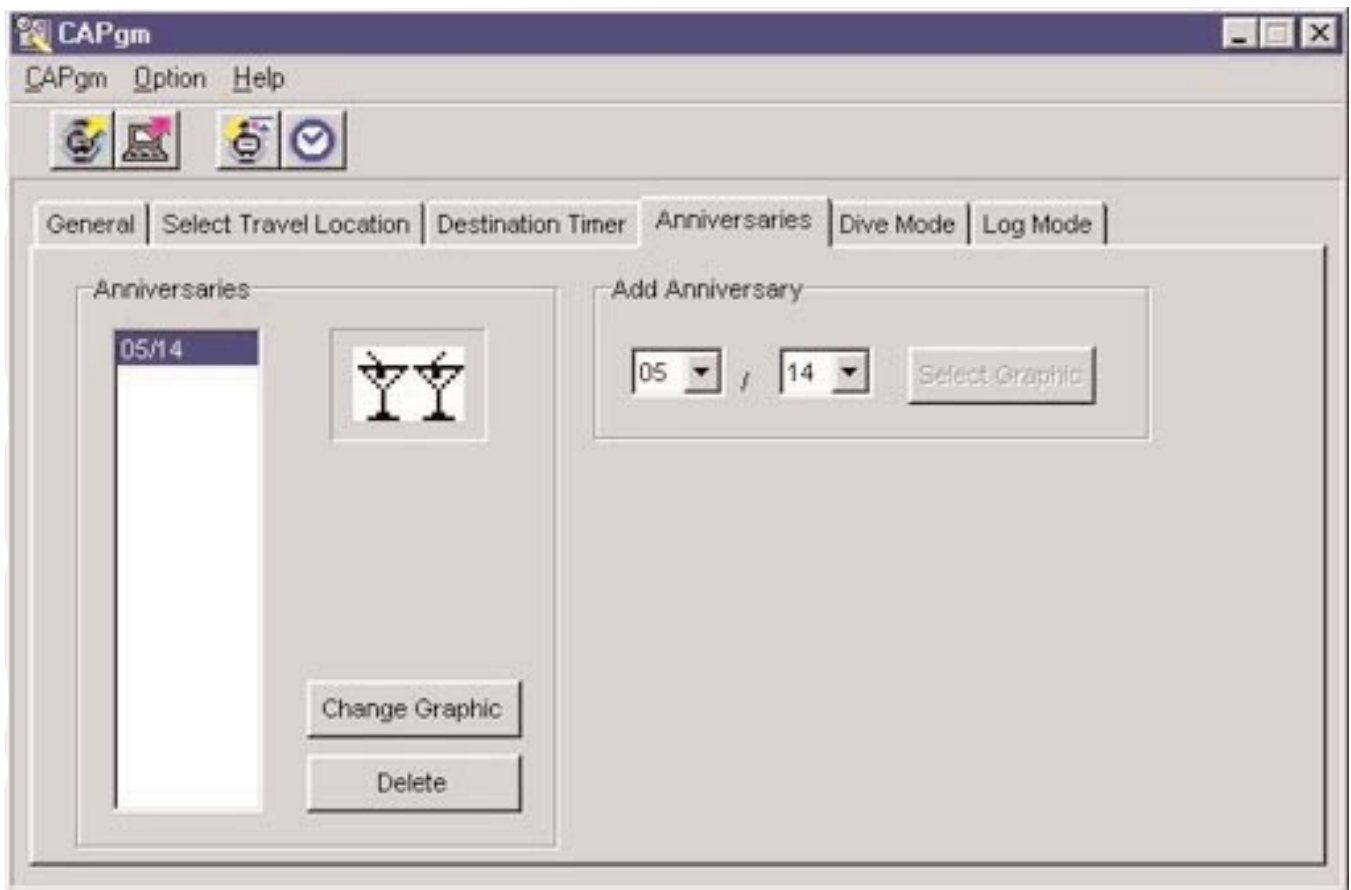 CAPgm
CAPgm Option Help
General Select Travel Location Destination Timer Anniversaries Dive Mode Log Mode
Anniversaries
05/14
Change Graphic
Delete
Add Anniversary
05 / 14 Select Graphic